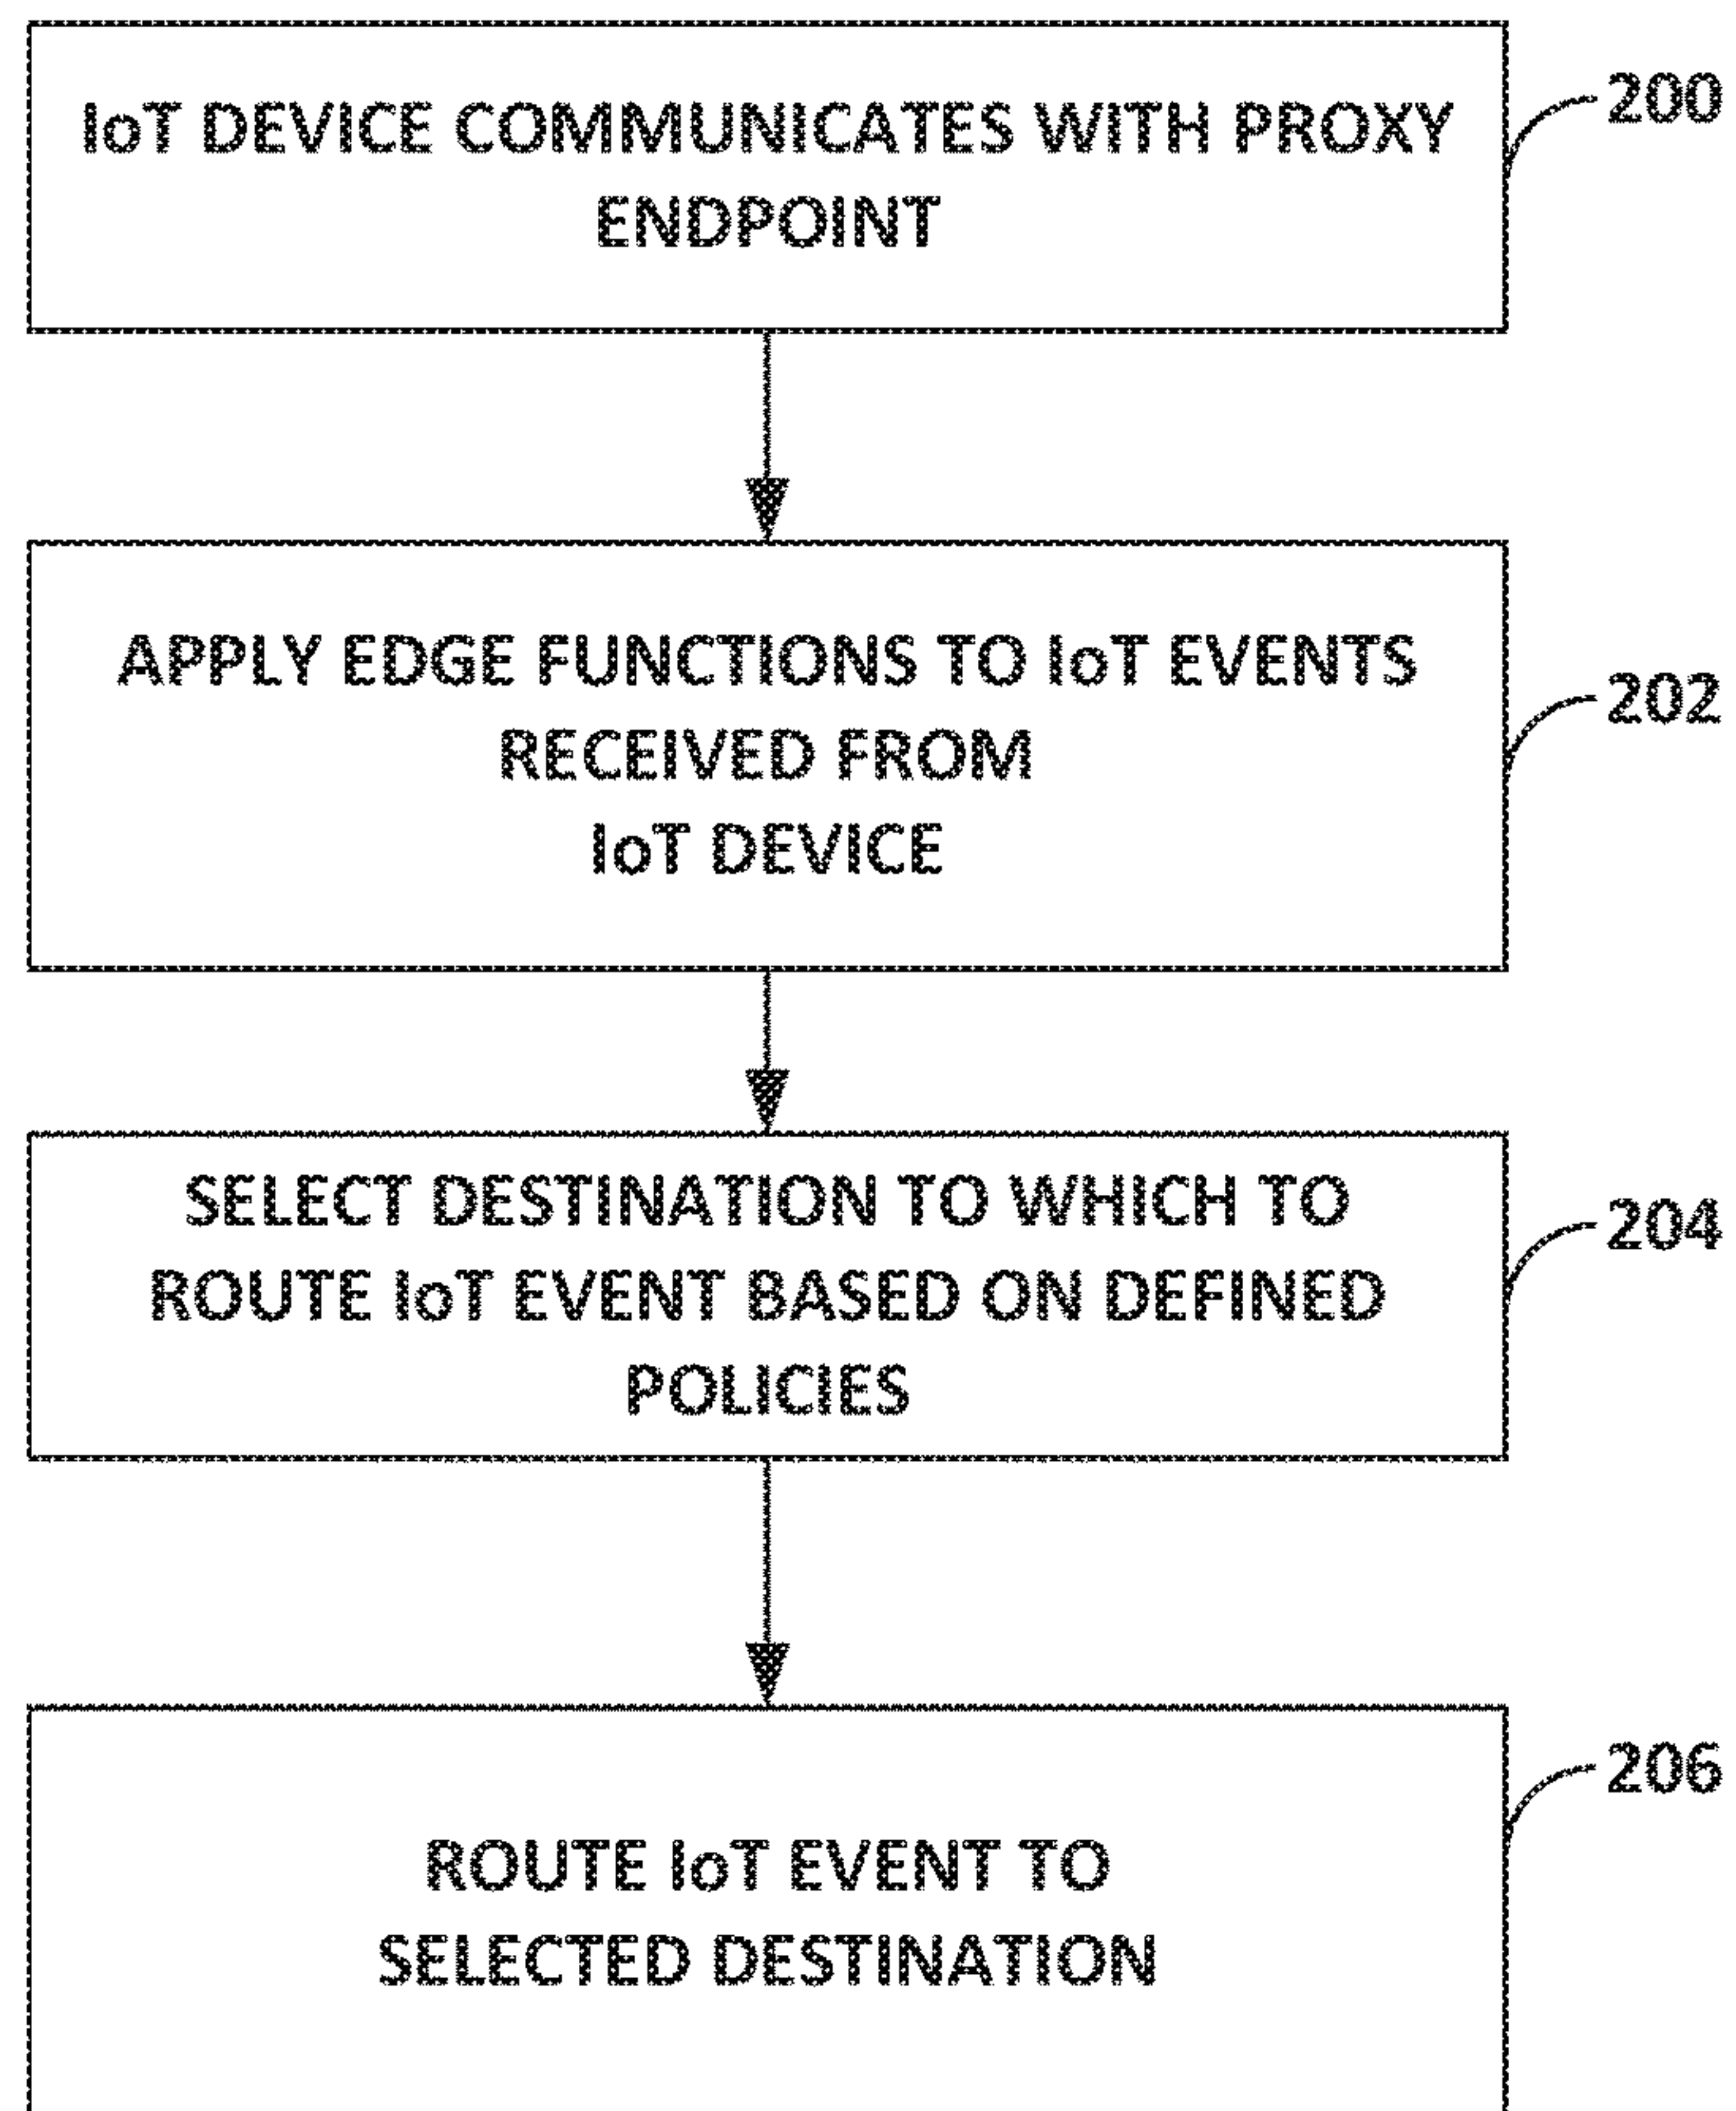 IoT DEVICE COMMUNICATES WITH PROXY
ENDPOINT
200
APPLY EDGE FUNCTIONS TO IoT EVENTS
RECEIVED FROM
IoT DEVICE
202
SELECT DESTINATION TO WHICH TO
ROUTE IoT EVENT BASED ON DEFINED
POLICIES
204
ROUTE IoT EVENT TO
SELECTED DESTINATION
206